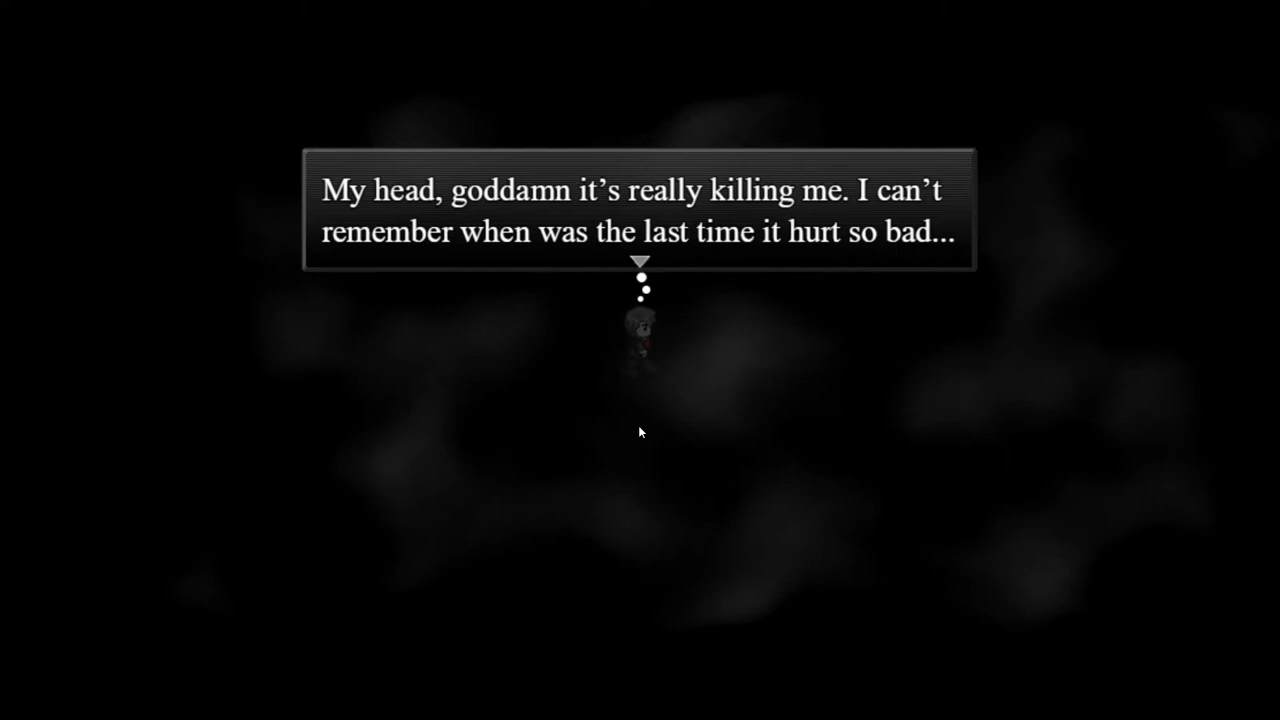 My head, goddamn it’s really killing me. I can’t
remember when was the last time it hurt so bad...